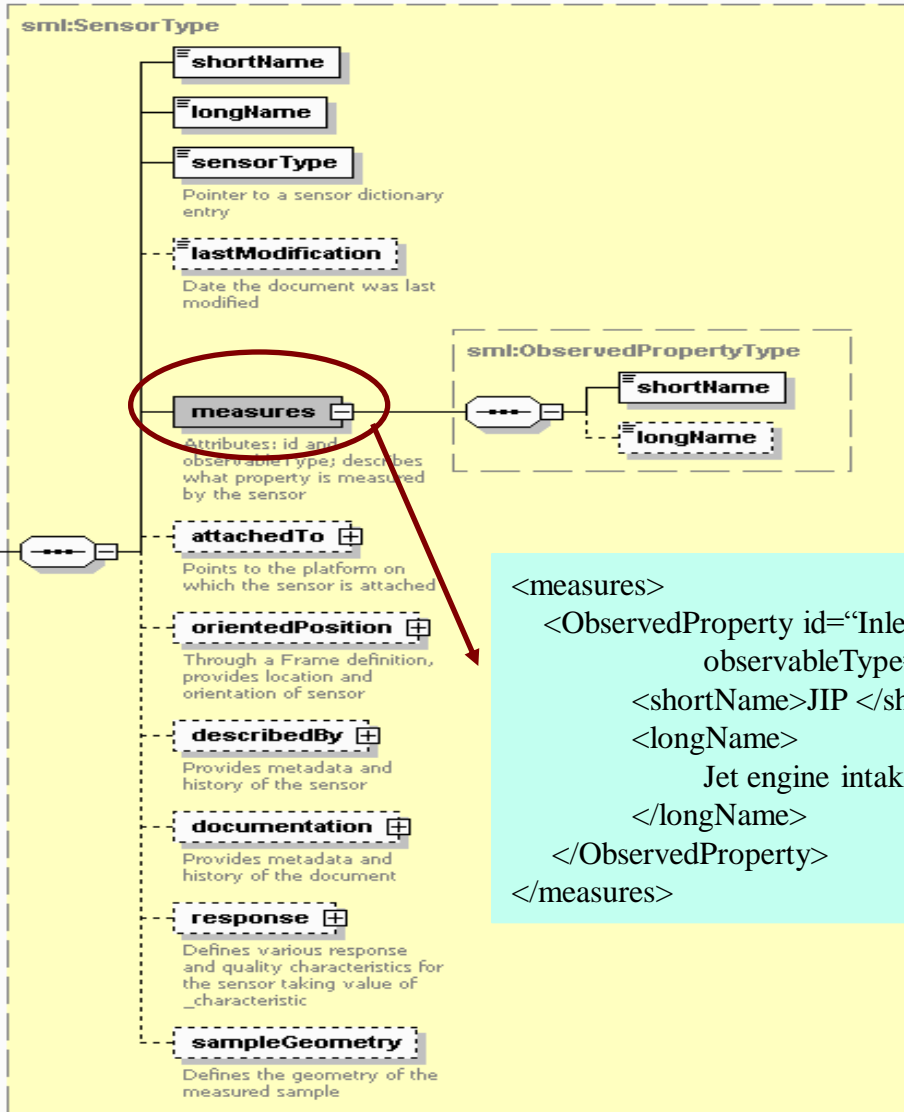 sml:SensorType
shortName
longName
sensorType
Pointer to a sensor dictionary
entry
lastModification
Date the document was last
modified
measures
Attributes: id and
observableType; describes
what property is measured
by the sensor
sml:ObservedPropertyType
shortName
longName
attachedTo
Points to the platform on
which the sensor is attached
orientedPosition
Through a Frame definition,
provides location and
orientation of sensor
describedBy
Provides metadata and
history of the sensor
documentation
Provides metadata and
history of the document
response
Defines various response
and quality characteristics for
the sensor taking value of
_characteristic
sampleGeometry
Defines the geometry of the
measured sample
<measures>
<ObservedProperty id=“Inle
observableType=
<shortName>JIP </sh
<longName>
Jet engine intak
</longName>
</ObservedProperty>
</measures>